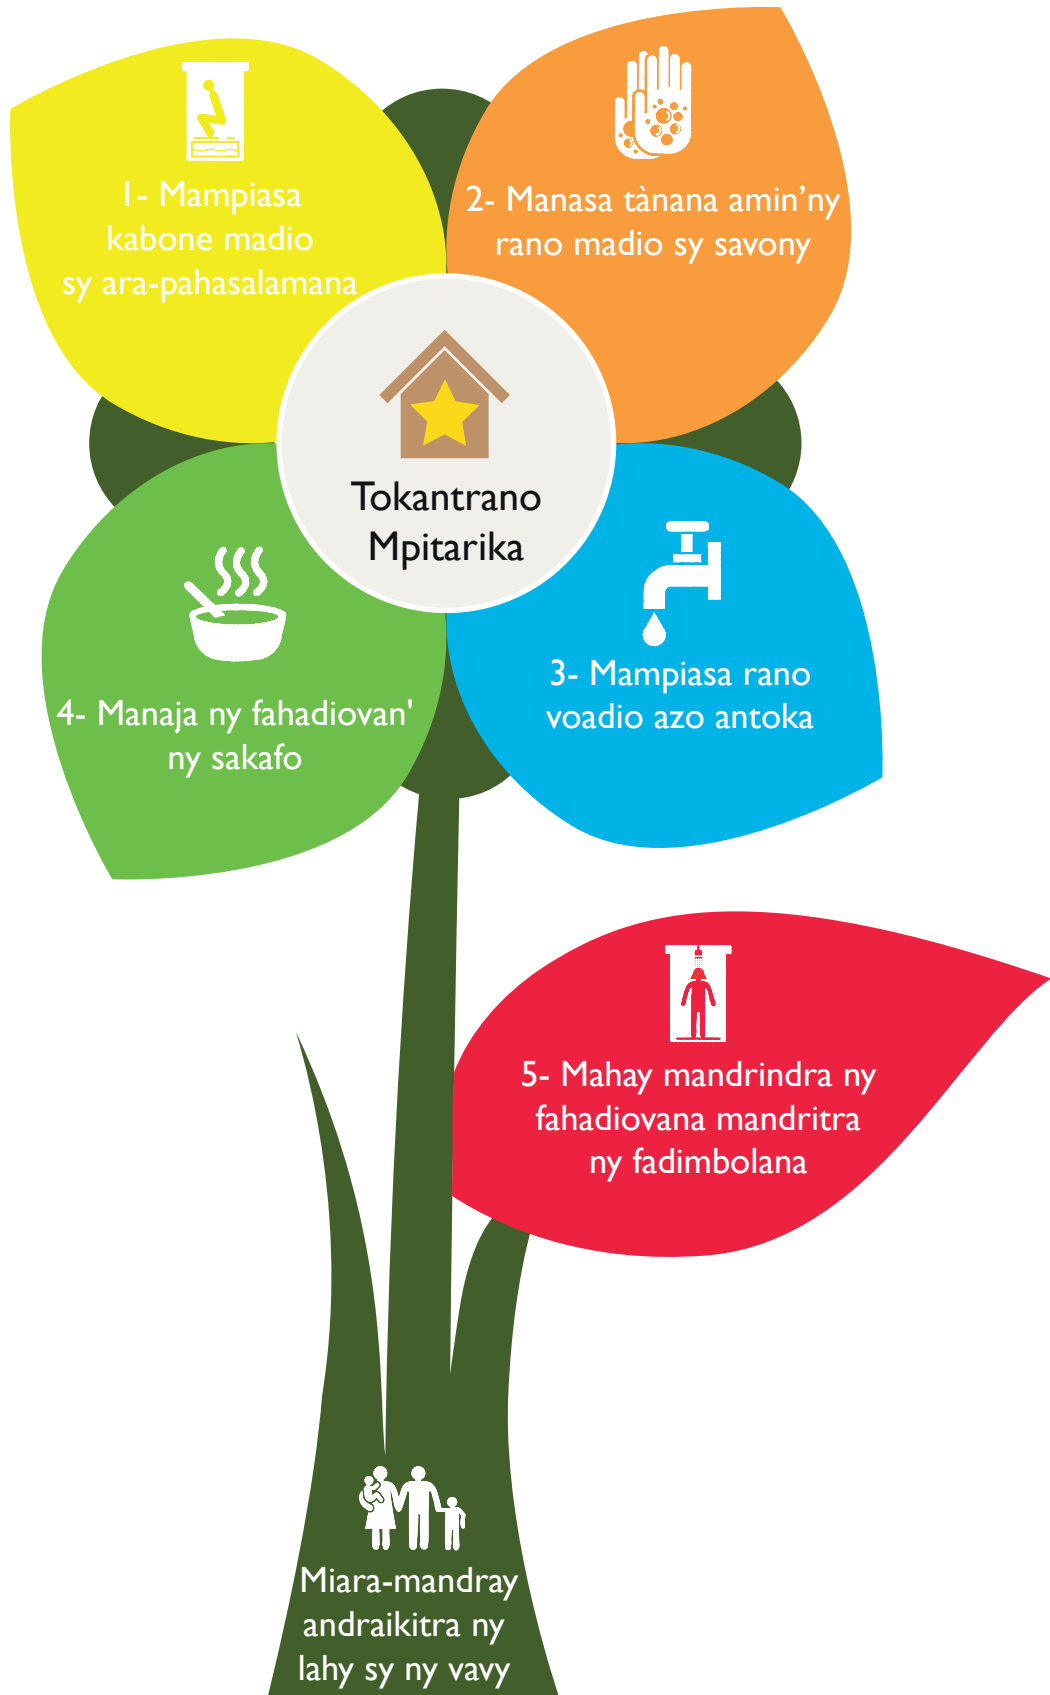 1- Mampiasa
kabone madio
sy ara-pahasalamana
2- Manasa tànana amin’ny
rano madio sy savony
Tokantrano
Mpitarika
3- Mampiasa rano
voadio azo antoka
4- Manaja ny fahadiovan'
ny sakafo
5- Mahay mandrindra ny
fahadiovana mandritra
ny fadimbolana
Miara-mandray
andraikitra ny
lahy sy ny vavy